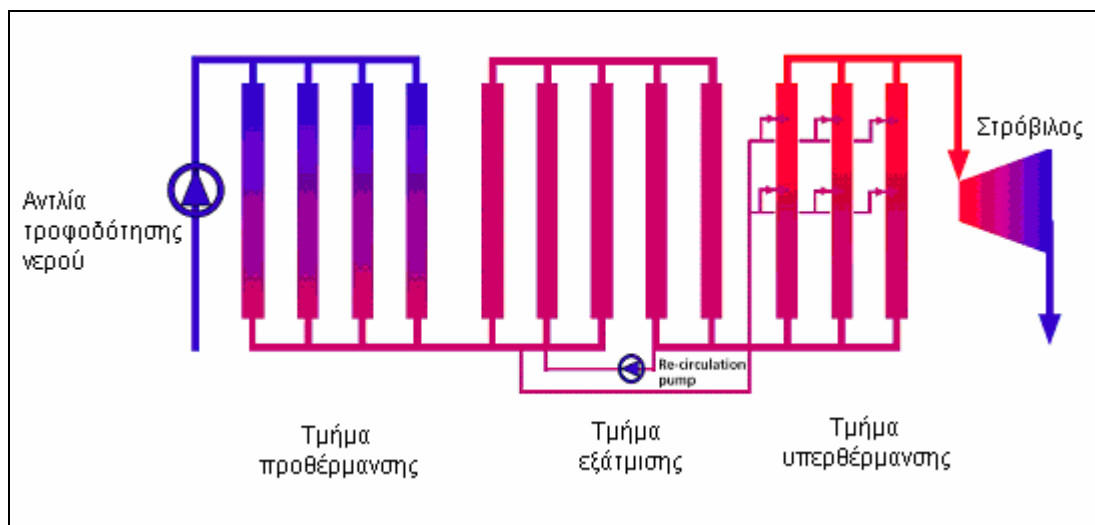 Αντλία
τροφοδότησης
νερού
Στρόβιλος
Re-circulation
pump
Τμήμα
προθέρμανσης
Τμήμα
εξάτμισης
Τμήμα
υπερθέρμανσης